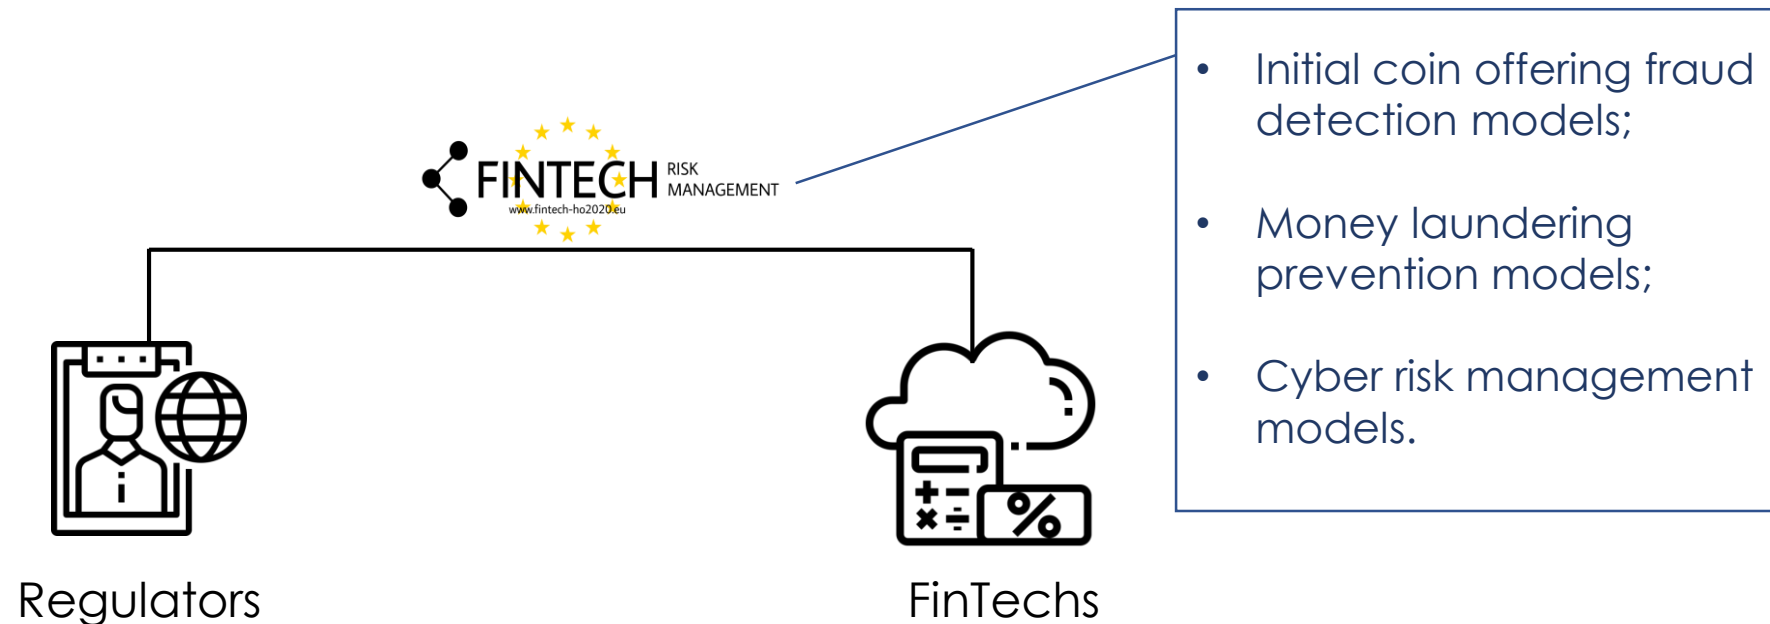 FINTECH RISK MANAGEMENT
www.fintech-ho2020.eu
• Initial coin offering fraud
detection models;
• Money laundering
prevention models;
• Cyber risk management
models.
Regulators
FinTechs